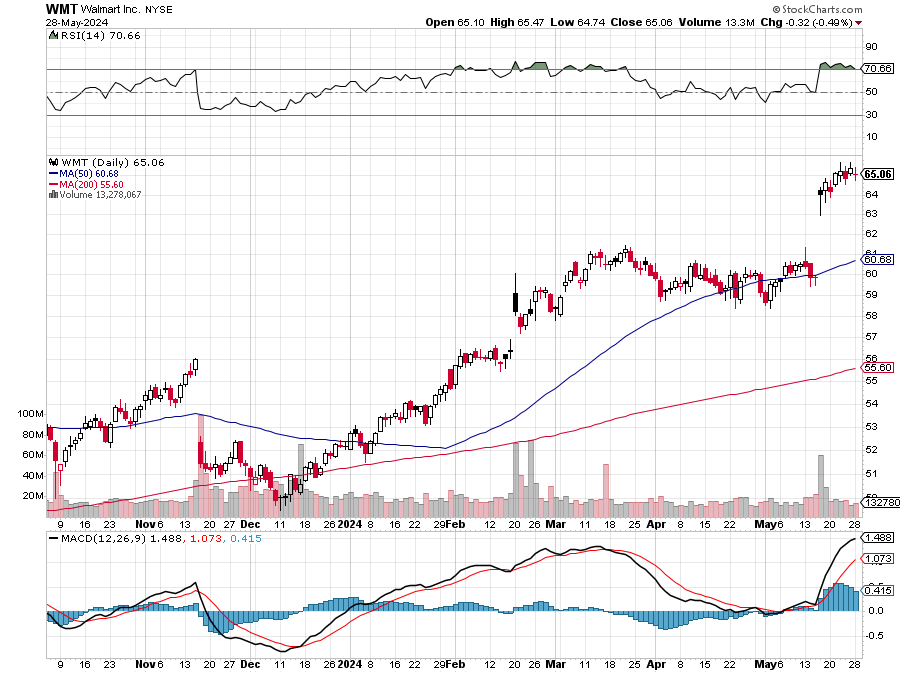 WMT Walmart Inc. NYSE © StockCharts.com
28-May-2024 Open 65.10 High 65.47 Low 64.74 Close 65.06 Volume 13.3M Chg -0.32 (-0.49%)
RSI(14) 70.66
90
70.66
50
30
10
WMT (Daily) 65.06
MA(50) 60.68
MA(200) 55.60
Volume 13,278,067
65.06
64
63
62
61
60.68
60
59
58
57
56
55.60
55
54
100M
53
80M
52
60M
51
40M
20M
50
132780
9 16 23 Nov 6 13 20 27 Dec 11 18 26 2024 8 16 22 29 Feb 12 20 26 Mar 11 18 25 Apr 8 15 22 May 6 13 20 28
MACD(12,26,9) 1.488, 1.073, 0.415
1.488
1.073
0.5
0.415
0.0
-0.5
9 16 23 Nov 6 13 20 27 Dec 11 18 26 2024 8 16 22 29 Feb 12 20 26 Mar 11 18 25 Apr 8 15 22 May 6 13 20 28